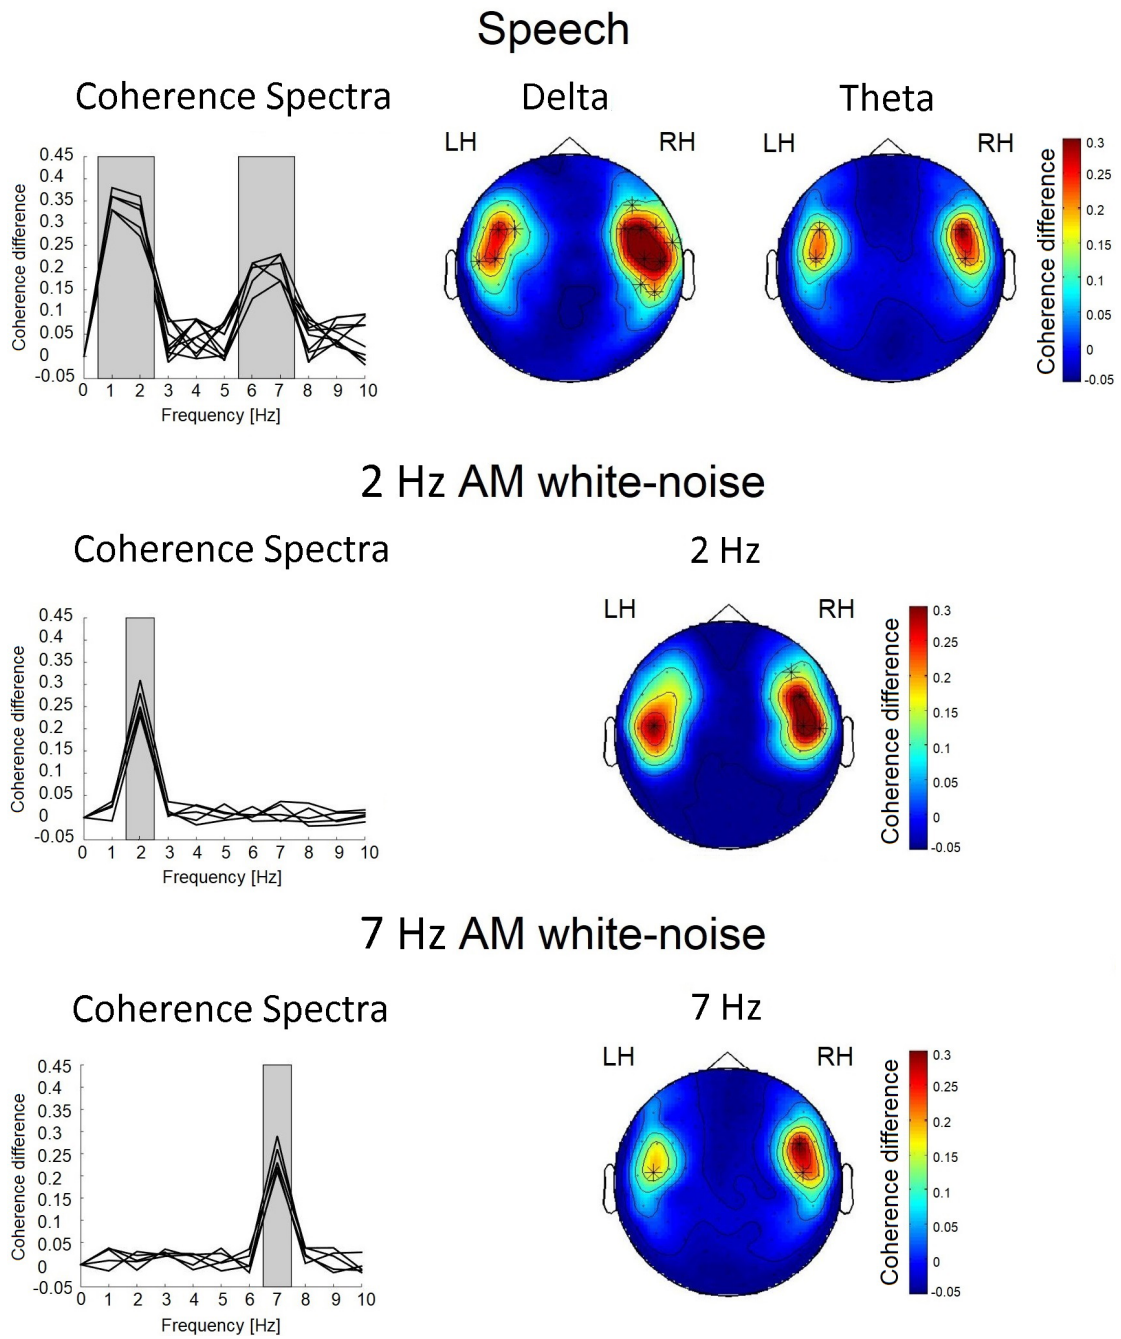 Speech
Coherence Spectra
Delta
Theta
LH
RH
LH
RH
Coherence difference
0.45
0.4
0.35
0.3
0.25
0.2
0.15
0.1
0.05
0
-0.05
0 1 2 3 4 5 6 7 8 9 10
Frequency [Hz]
Coherence difference
0.3
0.25
0.2
0.15
0.1
0.05
0
-0.05
2 Hz AM white-noise
Coherence Spectra
2 Hz
LH
RH
Coherence difference
0.45
0.4
0.35
0.3
0.25
0.2
0.15
0.1
0.05
0
-0.05
0 1 2 3 4 5 6 7 8 9 10
Frequency [Hz]
Coherence difference
0.3
0.25
0.2
0.15
0.1
0.05
0
-0.05
7 Hz AM white-noise
Coherence Spectra
7 Hz
LH
RH
Coherence difference
0.45
0.4
0.35
0.3
0.25
0.2
0.15
0.1
0.05
0
-0.05
0 1 2 3 4 5 6 7 8 9 10
Frequency [Hz]
Coherence difference
0.3
0.25
0.2
0.15
0.1
0.05
0
-0.05